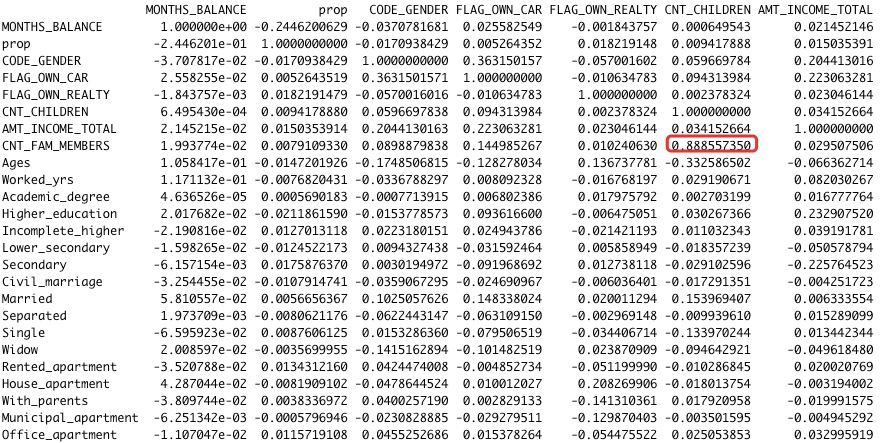 MONTHS_BALANCE prop CODE_GENDER FLAG_OWN_CAR FLAG_OWN_REALTY CNT_CHILDREN AMT_INCOME_TOTAL
MONTHS_BALANCE 1.000000e+00 -0.2446200629 -0.0370781681 0.025582549 -0.001843757 0.000649543 0.021452146
prop -2.446201e-01 1.0000000000 -0.0170938429 0.005264352 0.018219148 0.009417888 0.015035391
CODE_GENDER -3.707817e-02 -0.0170938429 1.0000000000 0.363150157 -0.057001602 0.059669784 0.204413016
FLAG_OWN_CAR 2.558255e-02 0.0052643519 0.3631501571 1.000000000 -0.010634783 0.094313984 0.223063281
FLAG_OWN_REALTY -1.843757e-03 0.0182191479 -0.0570016016 -0.010634783 1.000000000 0.002378324 0.023046144
CNT_CHILDREN 6.495430e-04 0.0094178880 0.0596697838 0.094313984 0.002378324 1.000000000 0.034152664
AMT_INCOME_TOTAL 2.145215e-02 0.0150353914 0.2044130163 0.223063281 0.023046144 0.034152664 1.000000000
CNT_FAM_MEMBERS 1.993774e-02 0.0079109330 0.0898879838 0.144985267 0.010240630 0.888557350 0.029507506
Ages 1.058417e-01 -0.0147201926 -0.1748506815 -0.128278034 0.136737781 -0.332586502 -0.066362714
Worked_yrs 1.171131e-01 -0.0076820431 -0.0336788297 0.008092328 -0.016768197 0.029190671 0.082030267
Academic_degree 4.636526e-05 0.0005690183 -0.0007713915 0.006802386 0.017975792 0.002703199 0.016777764
Higher_education 2.017682e-02 -0.0211861590 -0.0153778573 0.093616600 -0.006475051 0.030267366 0.232907520
Incomplete_higher -2.190816e-02 0.0127013118 0.0223180151 0.024943786 -0.021421193 0.011032343 0.039191781
Lower_secondary -1.598265e-02 -0.0124522173 0.0094327438 -0.031592464 0.005858949 -0.018357239 -0.050578794
Secondary -6.157154e-03 0.0175876370 0.0030194972 -0.091968692 0.012738118 -0.029102596 -0.225764523
Civil_marriage -3.254455e-02 -0.0107914741 -0.0359067295 -0.024690967 -0.006036401 -0.017291351 -0.004251723
Married 5.810557e-02 0.0056656367 0.1025057626 0.148338024 0.020011294 0.153969407 0.006333554
Separated 1.973709e-03 -0.0080621176 -0.0622443147 -0.063109150 -0.002969148 -0.009939610 0.015289099
Single -6.595923e-02 0.0087606125 0.0153286360 -0.079506519 -0.034406714 -0.133970244 0.013442344
Widow 2.008597e-02 -0.0035699955 -0.1415162894 -0.101482519 0.023870909 -0.094642921 -0.049618480
Rented_apartment -3.520788e-02 0.0134312160 0.0424474008 -0.004852734 -0.051199990 -0.010286845 0.020020769
House_apartment 4.287044e-02 -0.0081909102 -0.0478644524 0.010012027 0.208269906 -0.018013754 -0.003194002
With_parents -3.809744e-02 0.0038336972 0.0400257190 0.002829133 -0.141310361 0.017920958 -0.019991575
Municipal_apartment -6.251342e-03 -0.0005796946 -0.0230828885 -0.029279511 -0.129870403 -0.003501595 -0.004945292
Office_apartment -1.107047e-02 0.0115719108 0.0455252686 0.015378264 -0.054475522 0.025053853 0.032995919